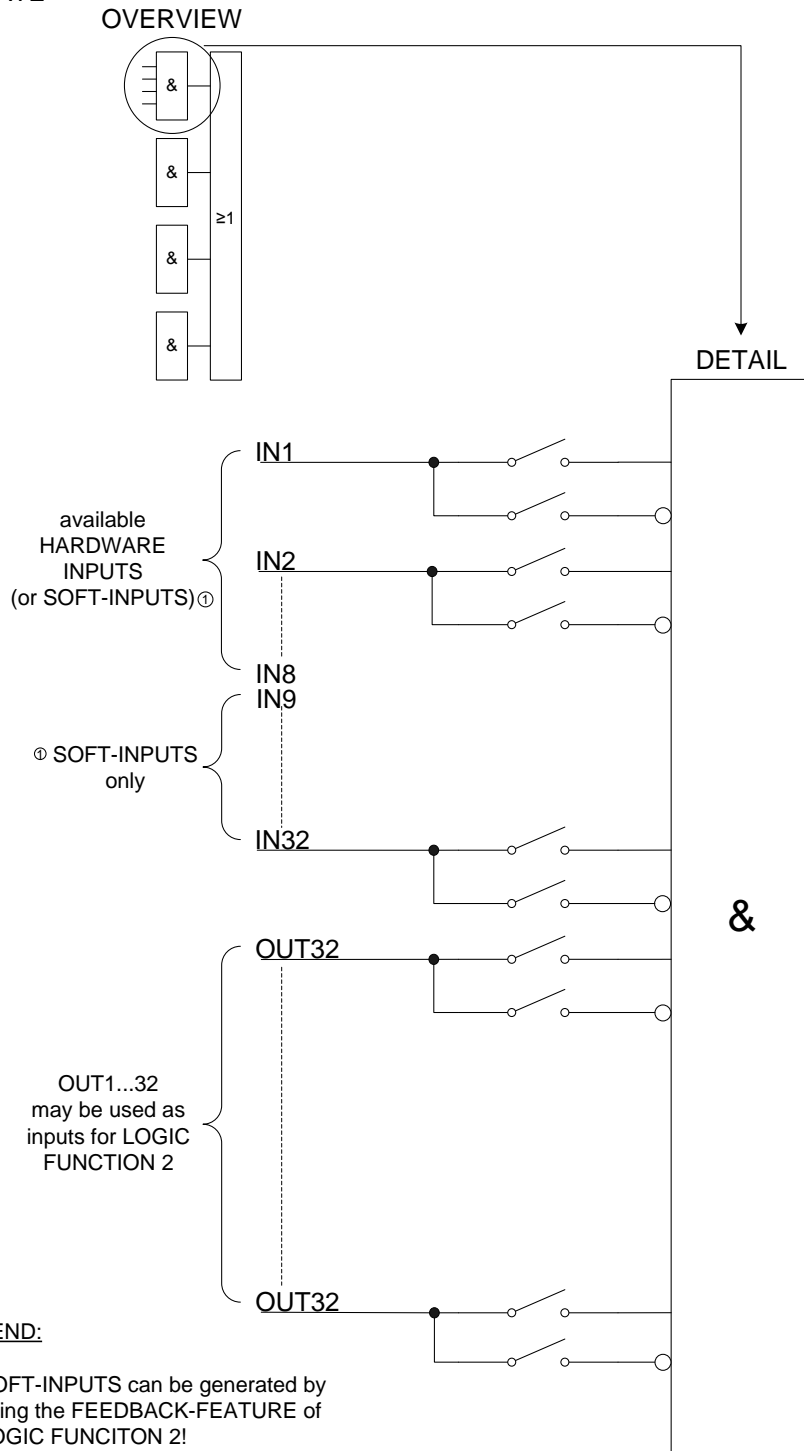 OVERVIEW
&
&
≥1
&
&
DETAIL
IN1
available
HARDWARE
INPUTS
(or SOFT-INPUTS)①
IN2
IN8
IN9
① SOFT-INPUTS
only
IN32
&
OUT32
OUT1...32
may be used as
inputs for LOGIC
FUNCTION 2
OUT32
END:
OFT-INPUTS can be generated by
ing the FEEDBACK-FEATURE of
OGIC FUNCITON 2!